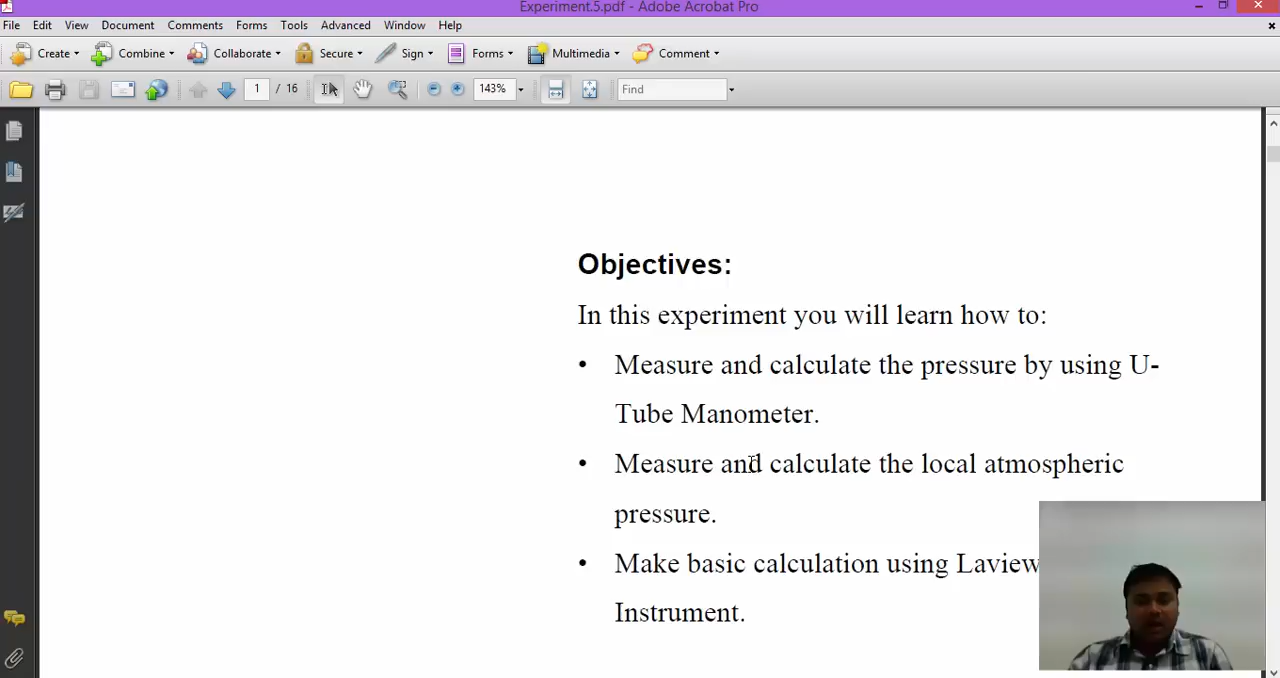 Experiment.5.pdf - Adobe Acrobat Pro
File Edit View Document Comments Forms Tools Advanced Window Help
Create Combine Collaborate Secure Sign Forms Multimedia Comment
1 / 16 143% Find
Objectives:
In this experiment you will learn how to:
• Measure and calculate the pressure by using U-
Tube Manometer.
• Measure and calculate the local atmospheric
pressure.
• Make basic calculation using Laview
Instrument.